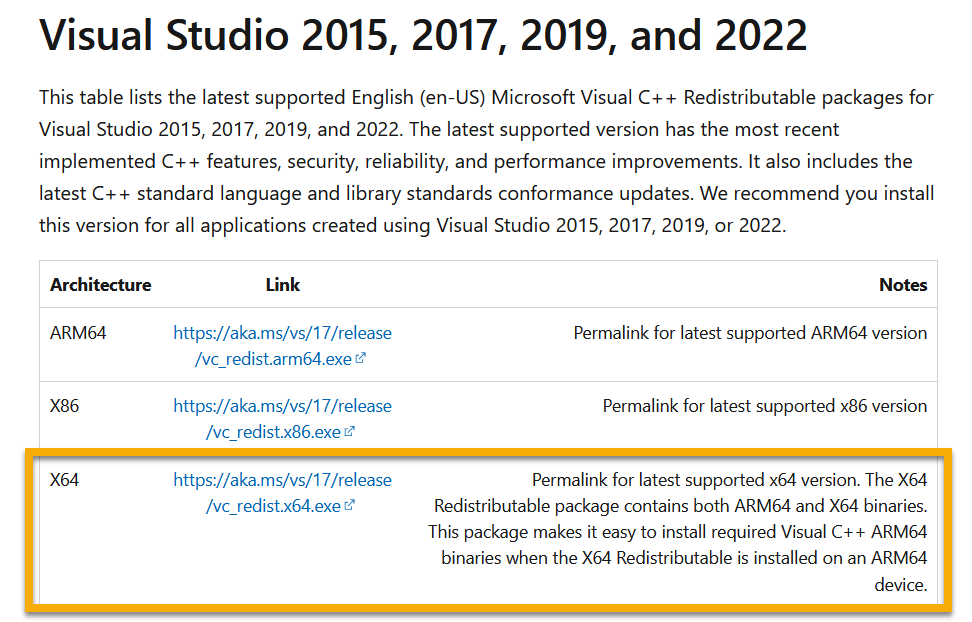 Visual Studio 2015, 2017, 2019, and 2022
This table lists the latest supported English (en-US) Microsoft Visual C++ Redistributable packages for
Visual Studio 2015, 2017, 2019, and 2022. The latest supported version has the most recent
implemented C++ features, security, reliability, and performance improvements. It also includes the
latest C++ standard language and library standards conformance updates. We recommend you install
this version for all applications created using Visual Studio 2015, 2017, 2019, or 2022.
Architecture Link Notes
ARM64 https://aka.ms/vs/17/release Permalink for latest supported ARM64 version
/vc_redist.arm64.exe
X86 https://aka.ms/vs/17/release Permalink for latest supported x86 version
/vc_redist.x86.exe
X64 https://aka.ms/vs/17/release Permalink for latest supported x64 version. The X64
/vc_redist.x64.exe Redistributable package contains both ARM64 and X64 binaries.
This package makes it easy to install required Visual C++ ARM64
binaries when the X64 Redistributable is installed on an ARM64
device.